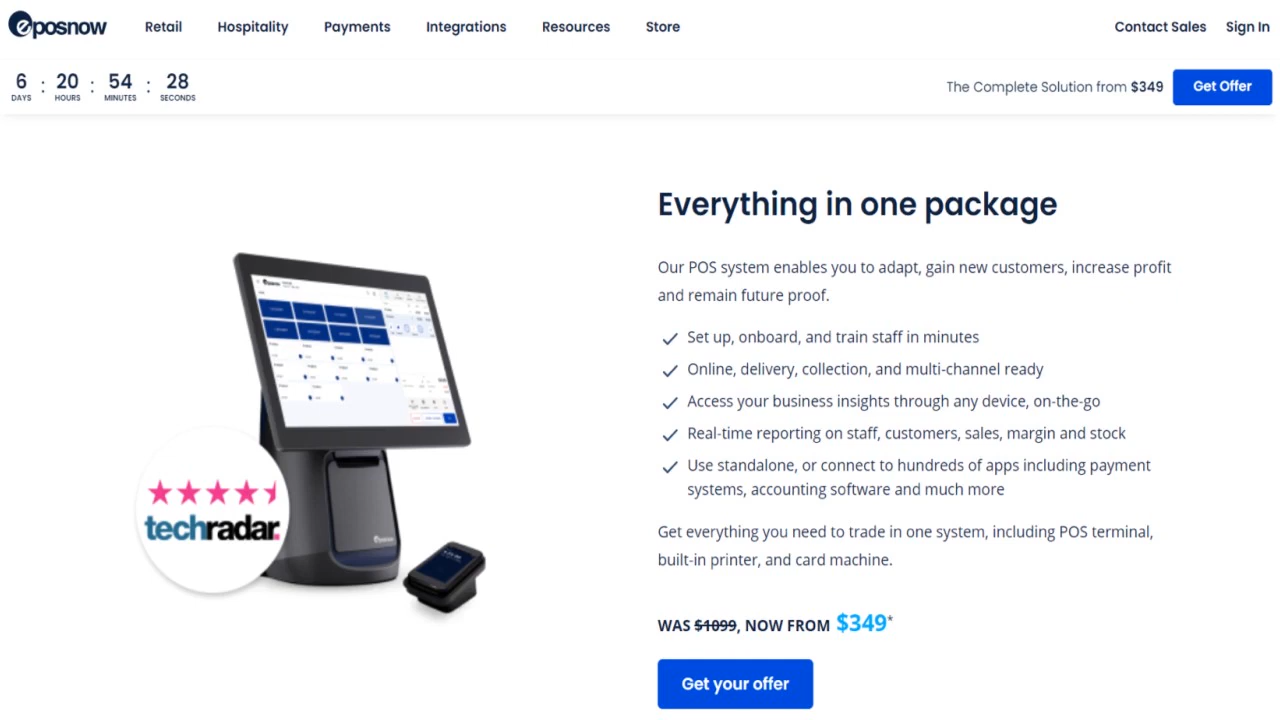 eposnow
Retail
Hospitality
Payments
Integrations
Resources
Store
Contact Sales
Sign In
6 : 20 : 54 : 28
DAYS HOURS MINUTES SECONDS
The Complete Solution from $349
Get Offer
Everything in one package
Our POS system enables you to adapt, gain new customers, increase profit
and remain future proof.
Set up, onboard, and train staff in minutes
Online, delivery, collection, and multi-channel ready
Access your business insights through any device, on-the-go
Real-time reporting on staff, customers, sales, margin and stock
Use standalone, or connect to hundreds of apps including payment
systems, accounting software and much more
Get everything you need to trade in one system, including POS terminal,
built-in printer, and card machine.
WAS $1099, NOW FROM $349*
Get your offer
techradar.
eposnow
eposnow